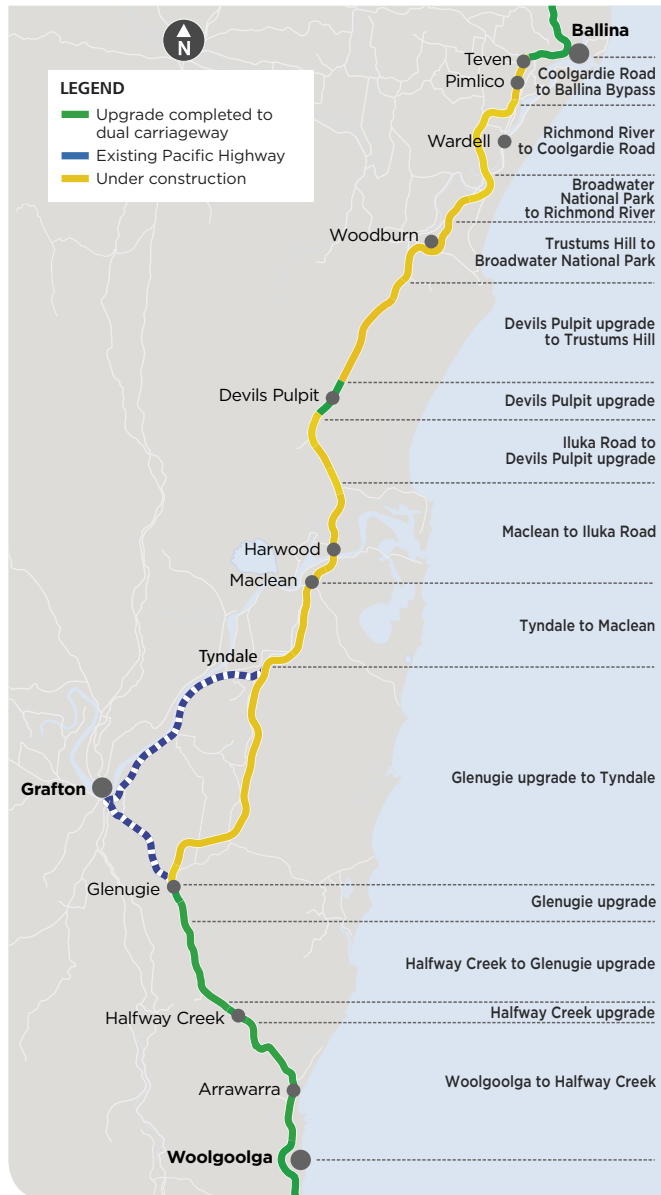 N
LEGEND
Upgrade completed to
dual carriageway
Existing Pacific Highway
Under construction
Ballina
Teven
Pimlico
Coolgardie Road
to Ballina Bypass
Wardell
Richmond River
to Coolgardie Road
Broadwater
National Park
to Richmond River
Woodburn
Trustums Hill to
Broadwater National Park
Devils Pulpit upgrade
to Trustums Hill
Devils Pulpit
Devils Pulpit upgrade
Iluka Road to
Devils Pulpit upgrade
Maclean to Iluka Road
Harwood
Maclean
Tyndale to Maclean
Tyndale
Glenugie upgrade to Tyndale
Grafton
Glenugie
Glenugie upgrade
Halfway Creek to Glenugie upgrade
Halfway Creek
Halfway Creek upgrade
Woolgoolga to Halfway Creek
Arrawarra
Woolgoolga